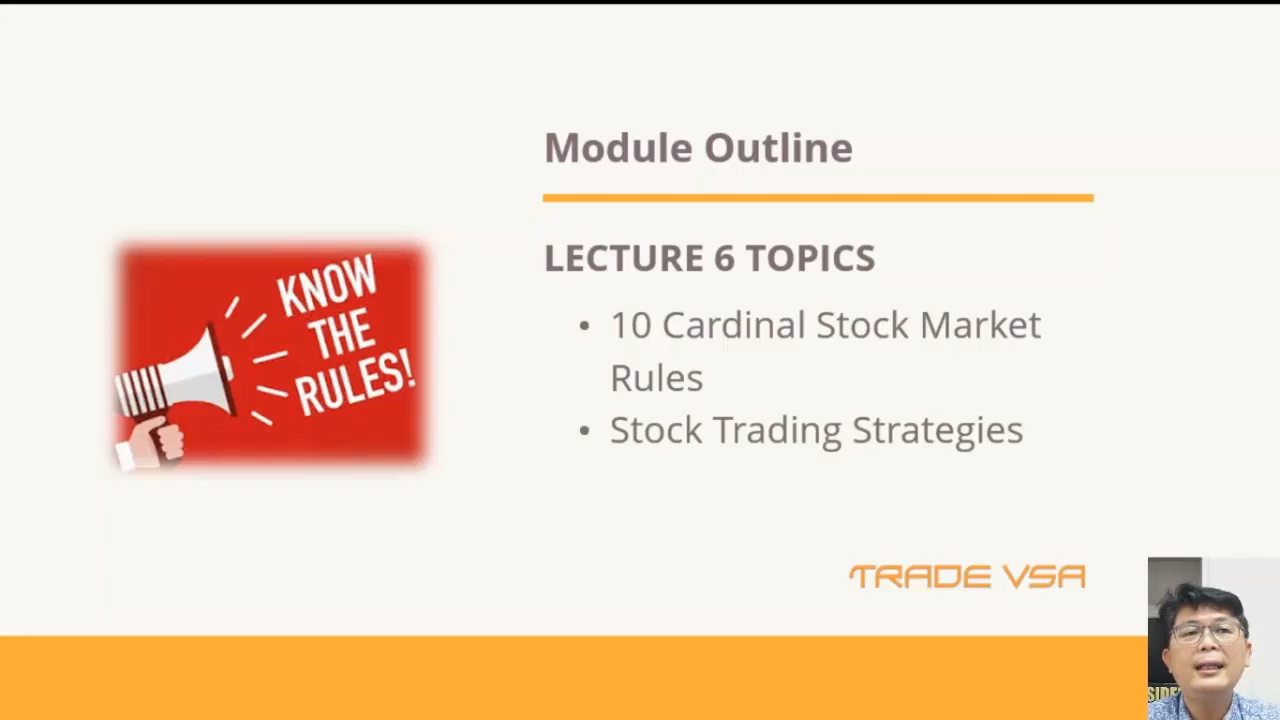 Module Outline
LECTURE 6 TOPICS
• 10 Cardinal Stock Market
Rules
• Stock Trading Strategies
KNOW
THE
RULES!
TRADE VSA